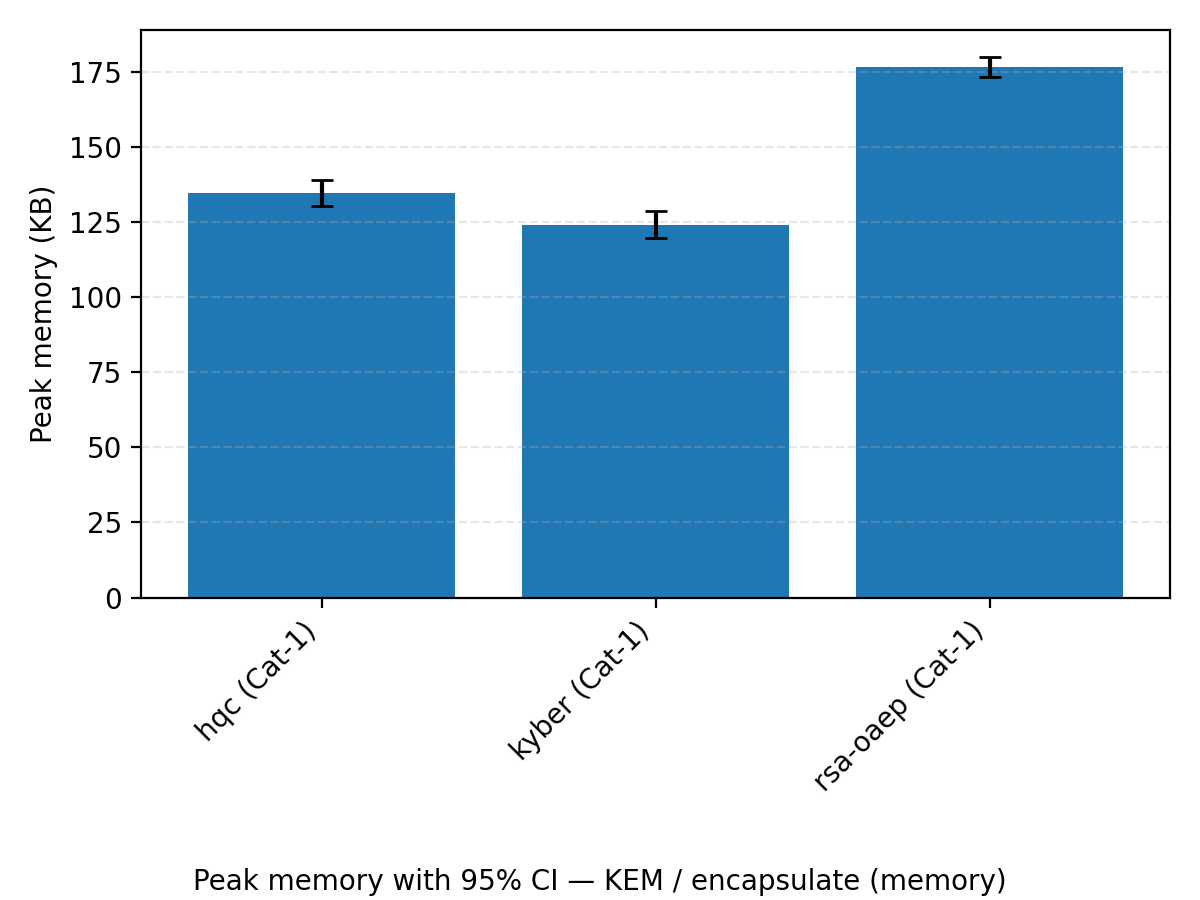 Peak memory (KB)
175
150
125
100
75
50
25
0
hqc (Cat-1)
kyber (Cat-1)
rsa-oaep (Cat-1)
Peak memory with 95% CI — KEM / encapsulate (memory)